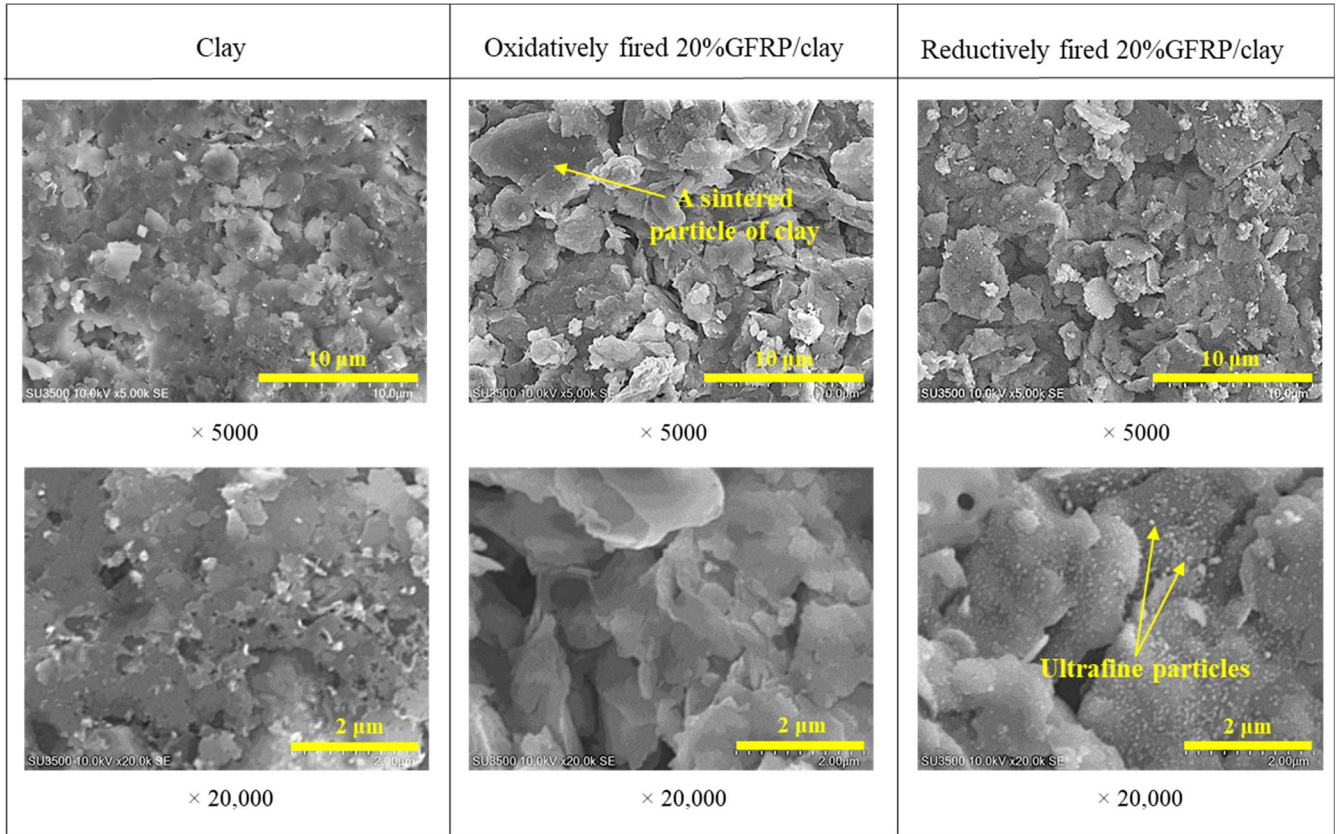 Clay
Oxidatively fired 20%GFRP/clay
Reductively fired 20%GFRP/clay
A sintered
particle of clay
10 μm
SU3500 10.0kV x5.00k SE
10.0μm
10 μm
SU3500 10.0kV x5.00k SE
10.0μm
10 μm
SU3500 10.0kV x5.00k SE
10.0μm
× 5000
× 5000
× 5000
2 μm
SU3500 10.0kV x20.0k SE
2.00μm
2 μm
SU3500 10.0kV x20.0k SE
2.00μm
Ultrafine particles
2 μm
SU3500 10.0kV x20.0k SE
2.00μm
× 20,000
× 20,000
× 20,000